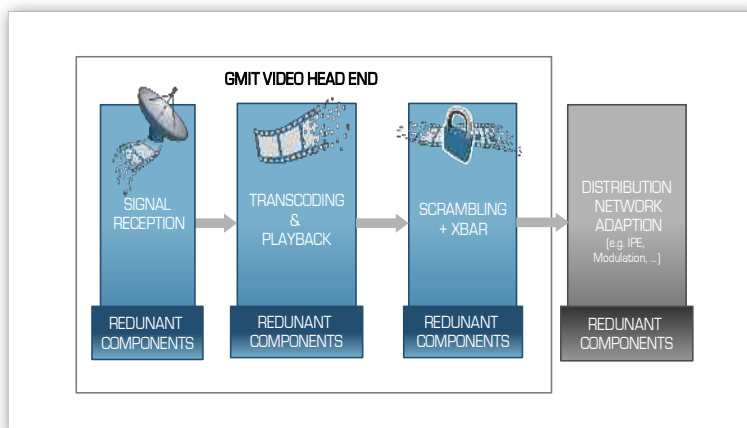 GMIT VIDEO HEAD END
SIGNAL
RECEPTION
TRANSCODING
&
PLAYBACK
SCRAMBLING
+ XBAR
DISTRIBUTION
NETWORK
ADAPTION
(e.g. IPE,
Modulation, ...)
REDUNANT
COMPONENTS
REDUNANT
COMPONENTS
REDUNANT
COMPONENTS
REDUNANT
COMPONENTS